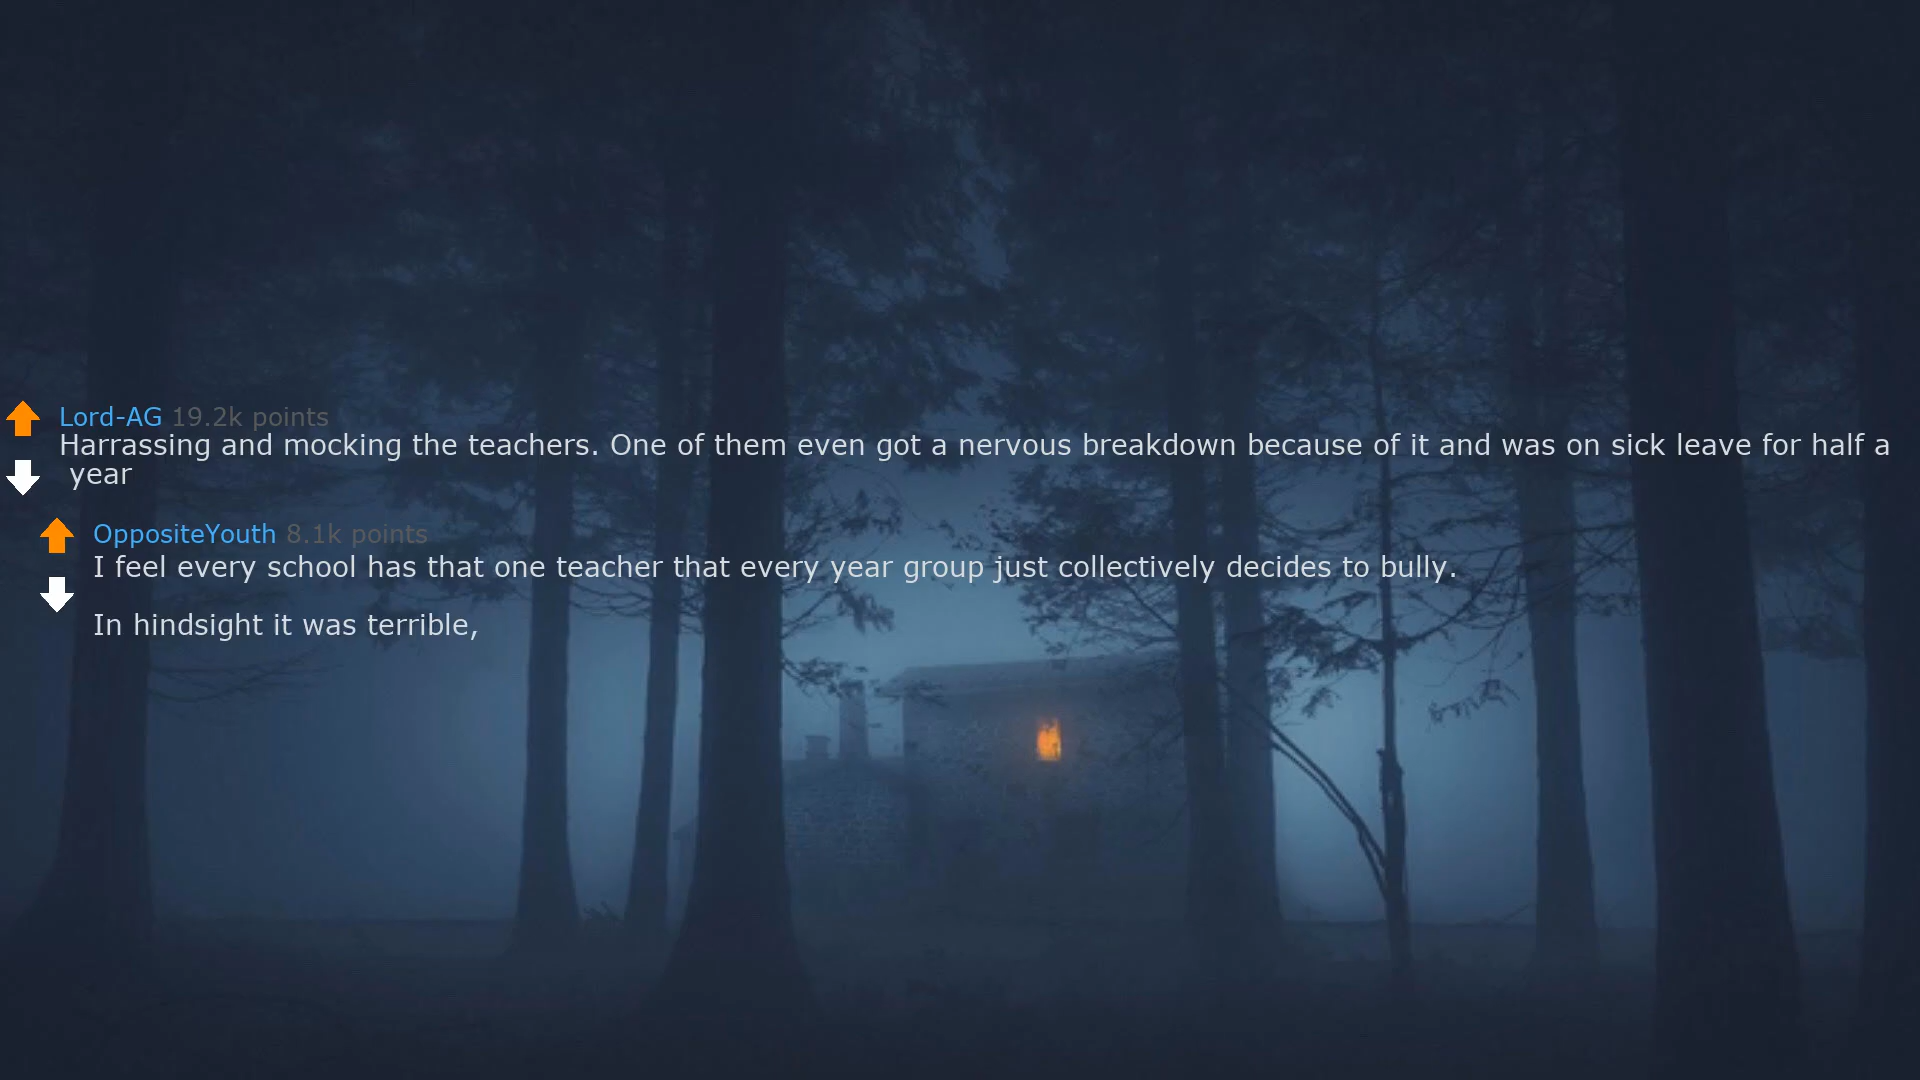 Lord-AG 19.2k points
Harrassing and mocking the teachers. One of them even got a nervous breakdown because of it and was on sick leave for half a
year
OppositeYouth 8.1k points
I feel every school has that one teacher that every year group just collectively decides to bully.
In hindsight it was terrible,